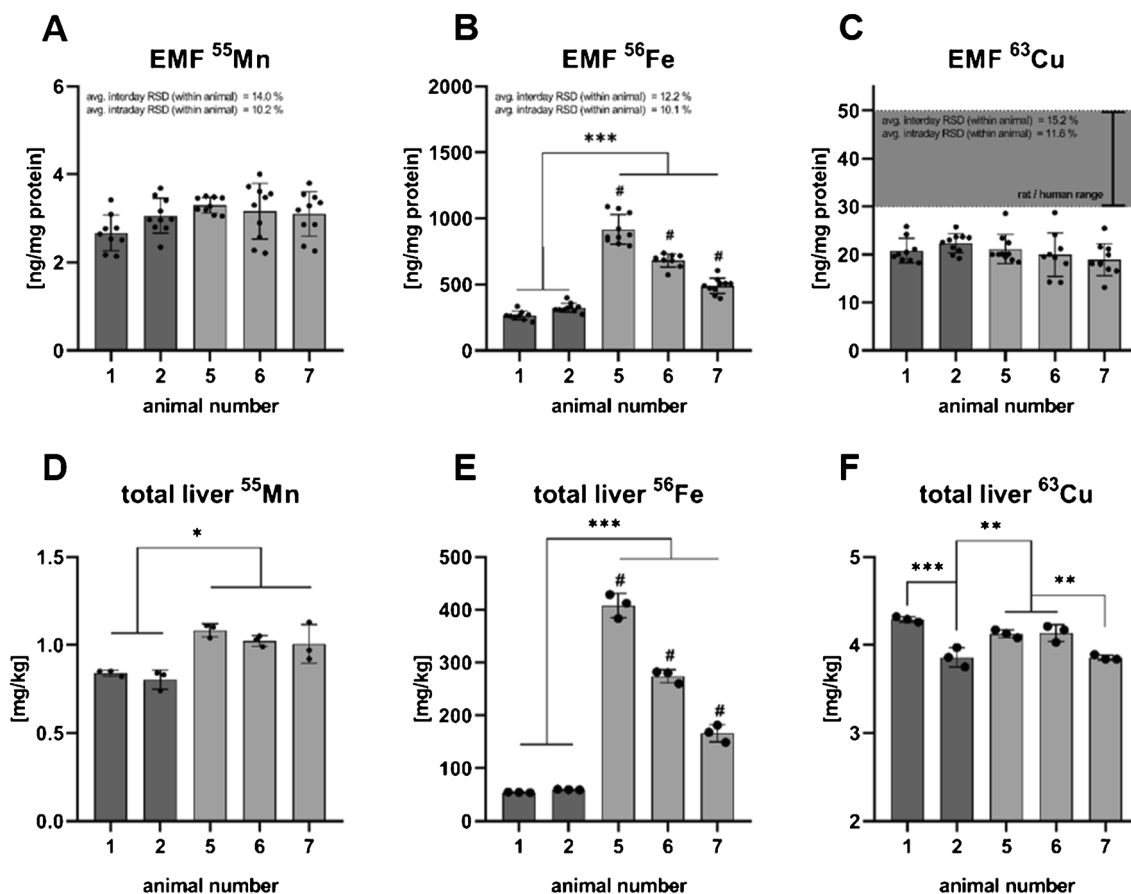 A
EMF ⁵⁵Mn
avg. interday RSD (within animal) = 14.0 %
avg. intraday RSD (within animal) = 10.2 %
[ng/mg protein]
6
4
2
0
1 2 5 6 7
animal number
B
EMF ⁵⁶Fe
avg. interday RSD (within animal) = 12.2 %
avg. intraday RSD (within animal) = 10.1 %
***
# # #
[ng/mg protein]
2000
1500
1000
500
0
1 2 5 6 7
animal number
C
EMF ⁶³Cu
avg. interday RSD (within animal) = 15.2 %
avg. intraday RSD (within animal) = 11.6 %
rat / human range
[ng/mg protein]
50
40
30
20
10
0
1 2 5 6 7
animal number
D
total liver ⁵⁵Mn
*
[mg/kg]
1.5
1.0
0.5
0.0
1 2 5 6 7
animal number
E
total liver ⁵⁶Fe
***
# # #
[mg/kg]
500
400
300
200
100
0
1 2 5 6 7
animal number
F
total liver ⁶³Cu
**
*** **
[mg/kg]
5
4
3
2
1 2 5 6 7
animal number